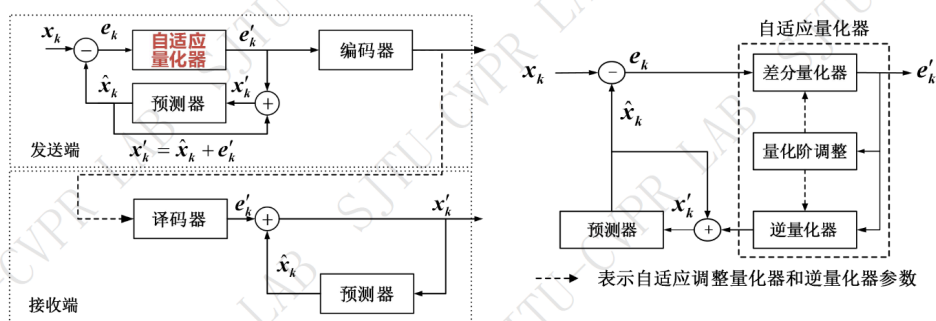 x_k
e_k
自适应
量化器
e'_k
编码器
x̂_k
预测器
x'_k
+
x'_k = x̂_k + e'_k
发送端
译码器
e'_k
+
x'_k
x̂_k
预测器
接收端
自适应量化器
x_k
−
e_k
差分量化器
e'_k
x̂_k
量化阶调整
预测器
x'_k
+
逆量化器
表示自适应调整量化器和逆量化器参数
SJTU-CVPR LAB